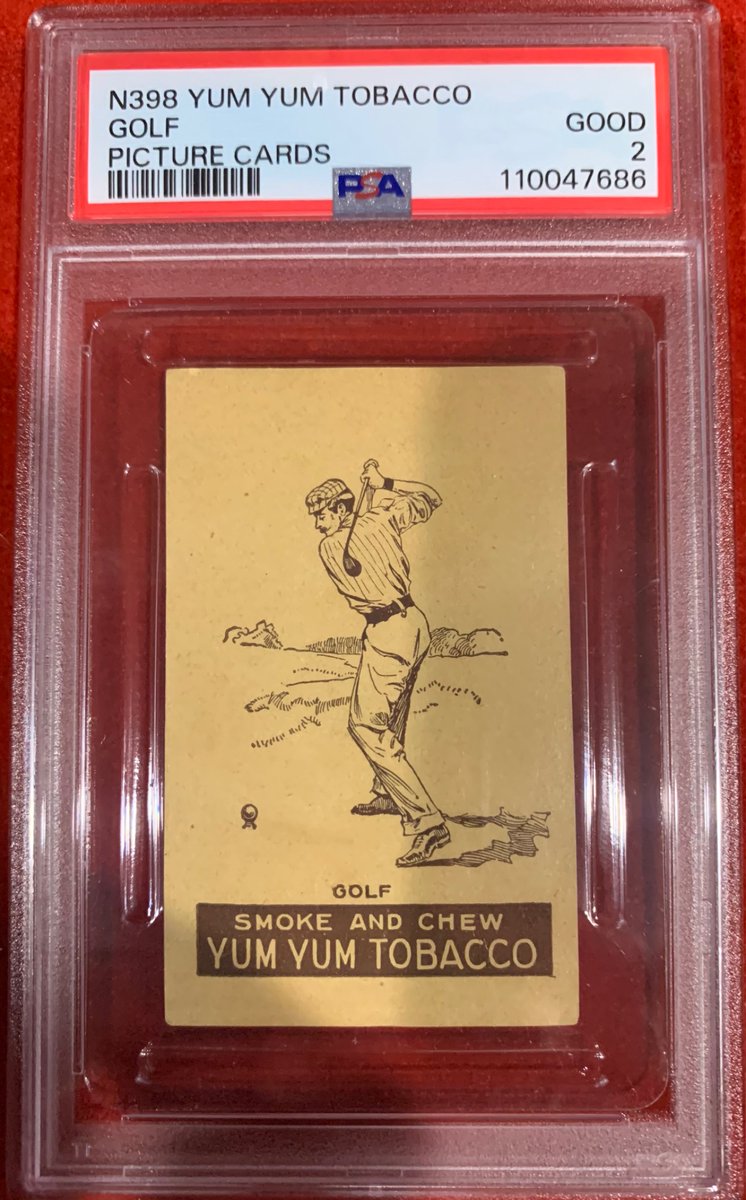 N398 YUM YUM TOBACCO
GOLF GOOD
PICTURE CARDS 2
PSA 110047686
GOLF
SMOKE AND CHEW
YUM YUM TOBACCO